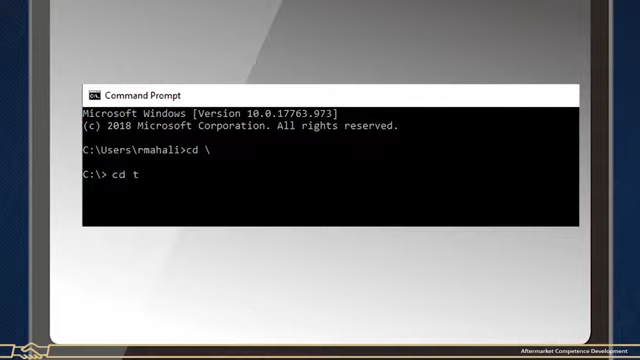 Command Prompt
Microsoft Windows [Version 10.0.17763.973]
(c) 2018 Microsoft Corporation. All rights reserved.
C:\Users\rmahali>cd \
C:\> cd t
Aftermarket Competence Development